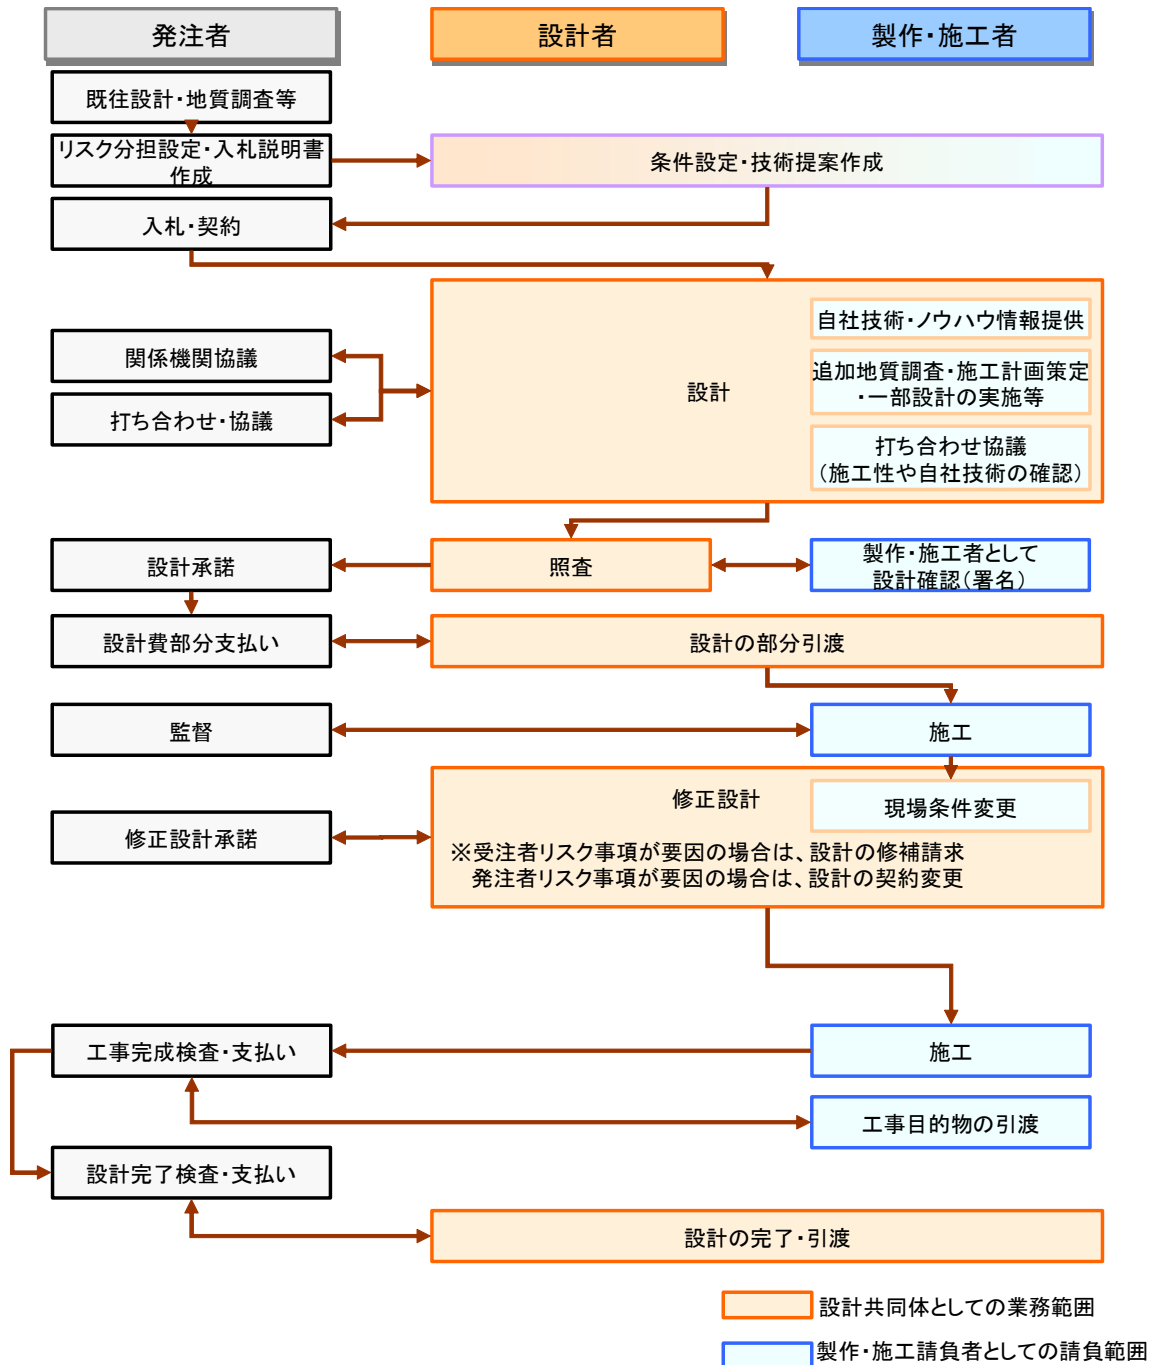 発注者
設計者
製作・施工者
既往設計・地質調査等
リスク分担設定・入札説明書
作成
条件設定・技術提案作成
入札・契約
自社技術・ノウハウ情報提供
関係機関協議
設計
追加地質調査・施工計画策定
・一部設計の実施等
打ち合わせ・協議
打ち合わせ協議
（施工性や自社技術の確認）
設計承諾
照査
製作・施工者として
設計確認（署名）
設計費部分支払い
設計の部分引渡
監督
施工
修正設計
現場条件変更
修正設計承諾
※受注者リスク事項が要因の場合は、設計の修補請求
発注者リスク事項が要因の場合は、設計の契約変更
工事完成検査・支払い
施工
工事目的物の引渡
設計完了検査・支払い
設計の完了・引渡
設計共同体としての業務範囲
製作・施工請負者としての請負範囲